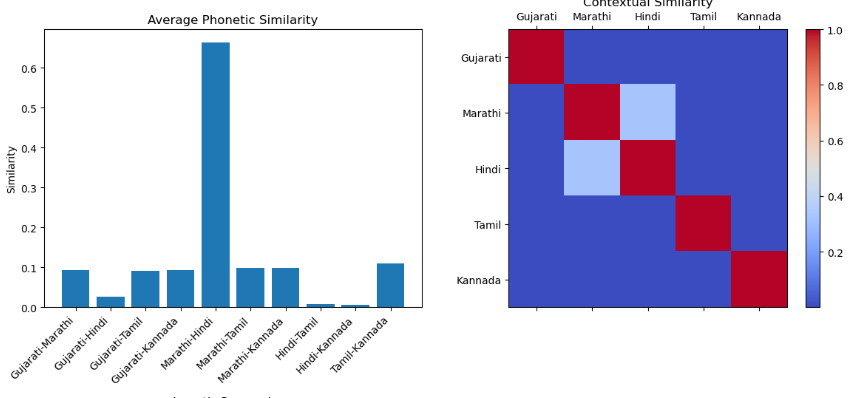 Average Phonetic Similarity
Similarity
0.6
0.5
0.4
0.3
0.2
0.1
0.0
Gujarati-Marathi
Gujarati-Hindi
Gujarati-Tamil
Gujarati-Kannada
Marathi-Hindi
Marathi-Tamil
Marathi-Kannada
Hindi-Tamil
Hindi-Kannada
Tamil-Kannada
Contextual Similarity
Gujarati Marathi Hindi Tamil Kannada
Gujarati
Marathi
Hindi
Tamil
Kannada
1.0
0.8
0.6
0.4
0.2